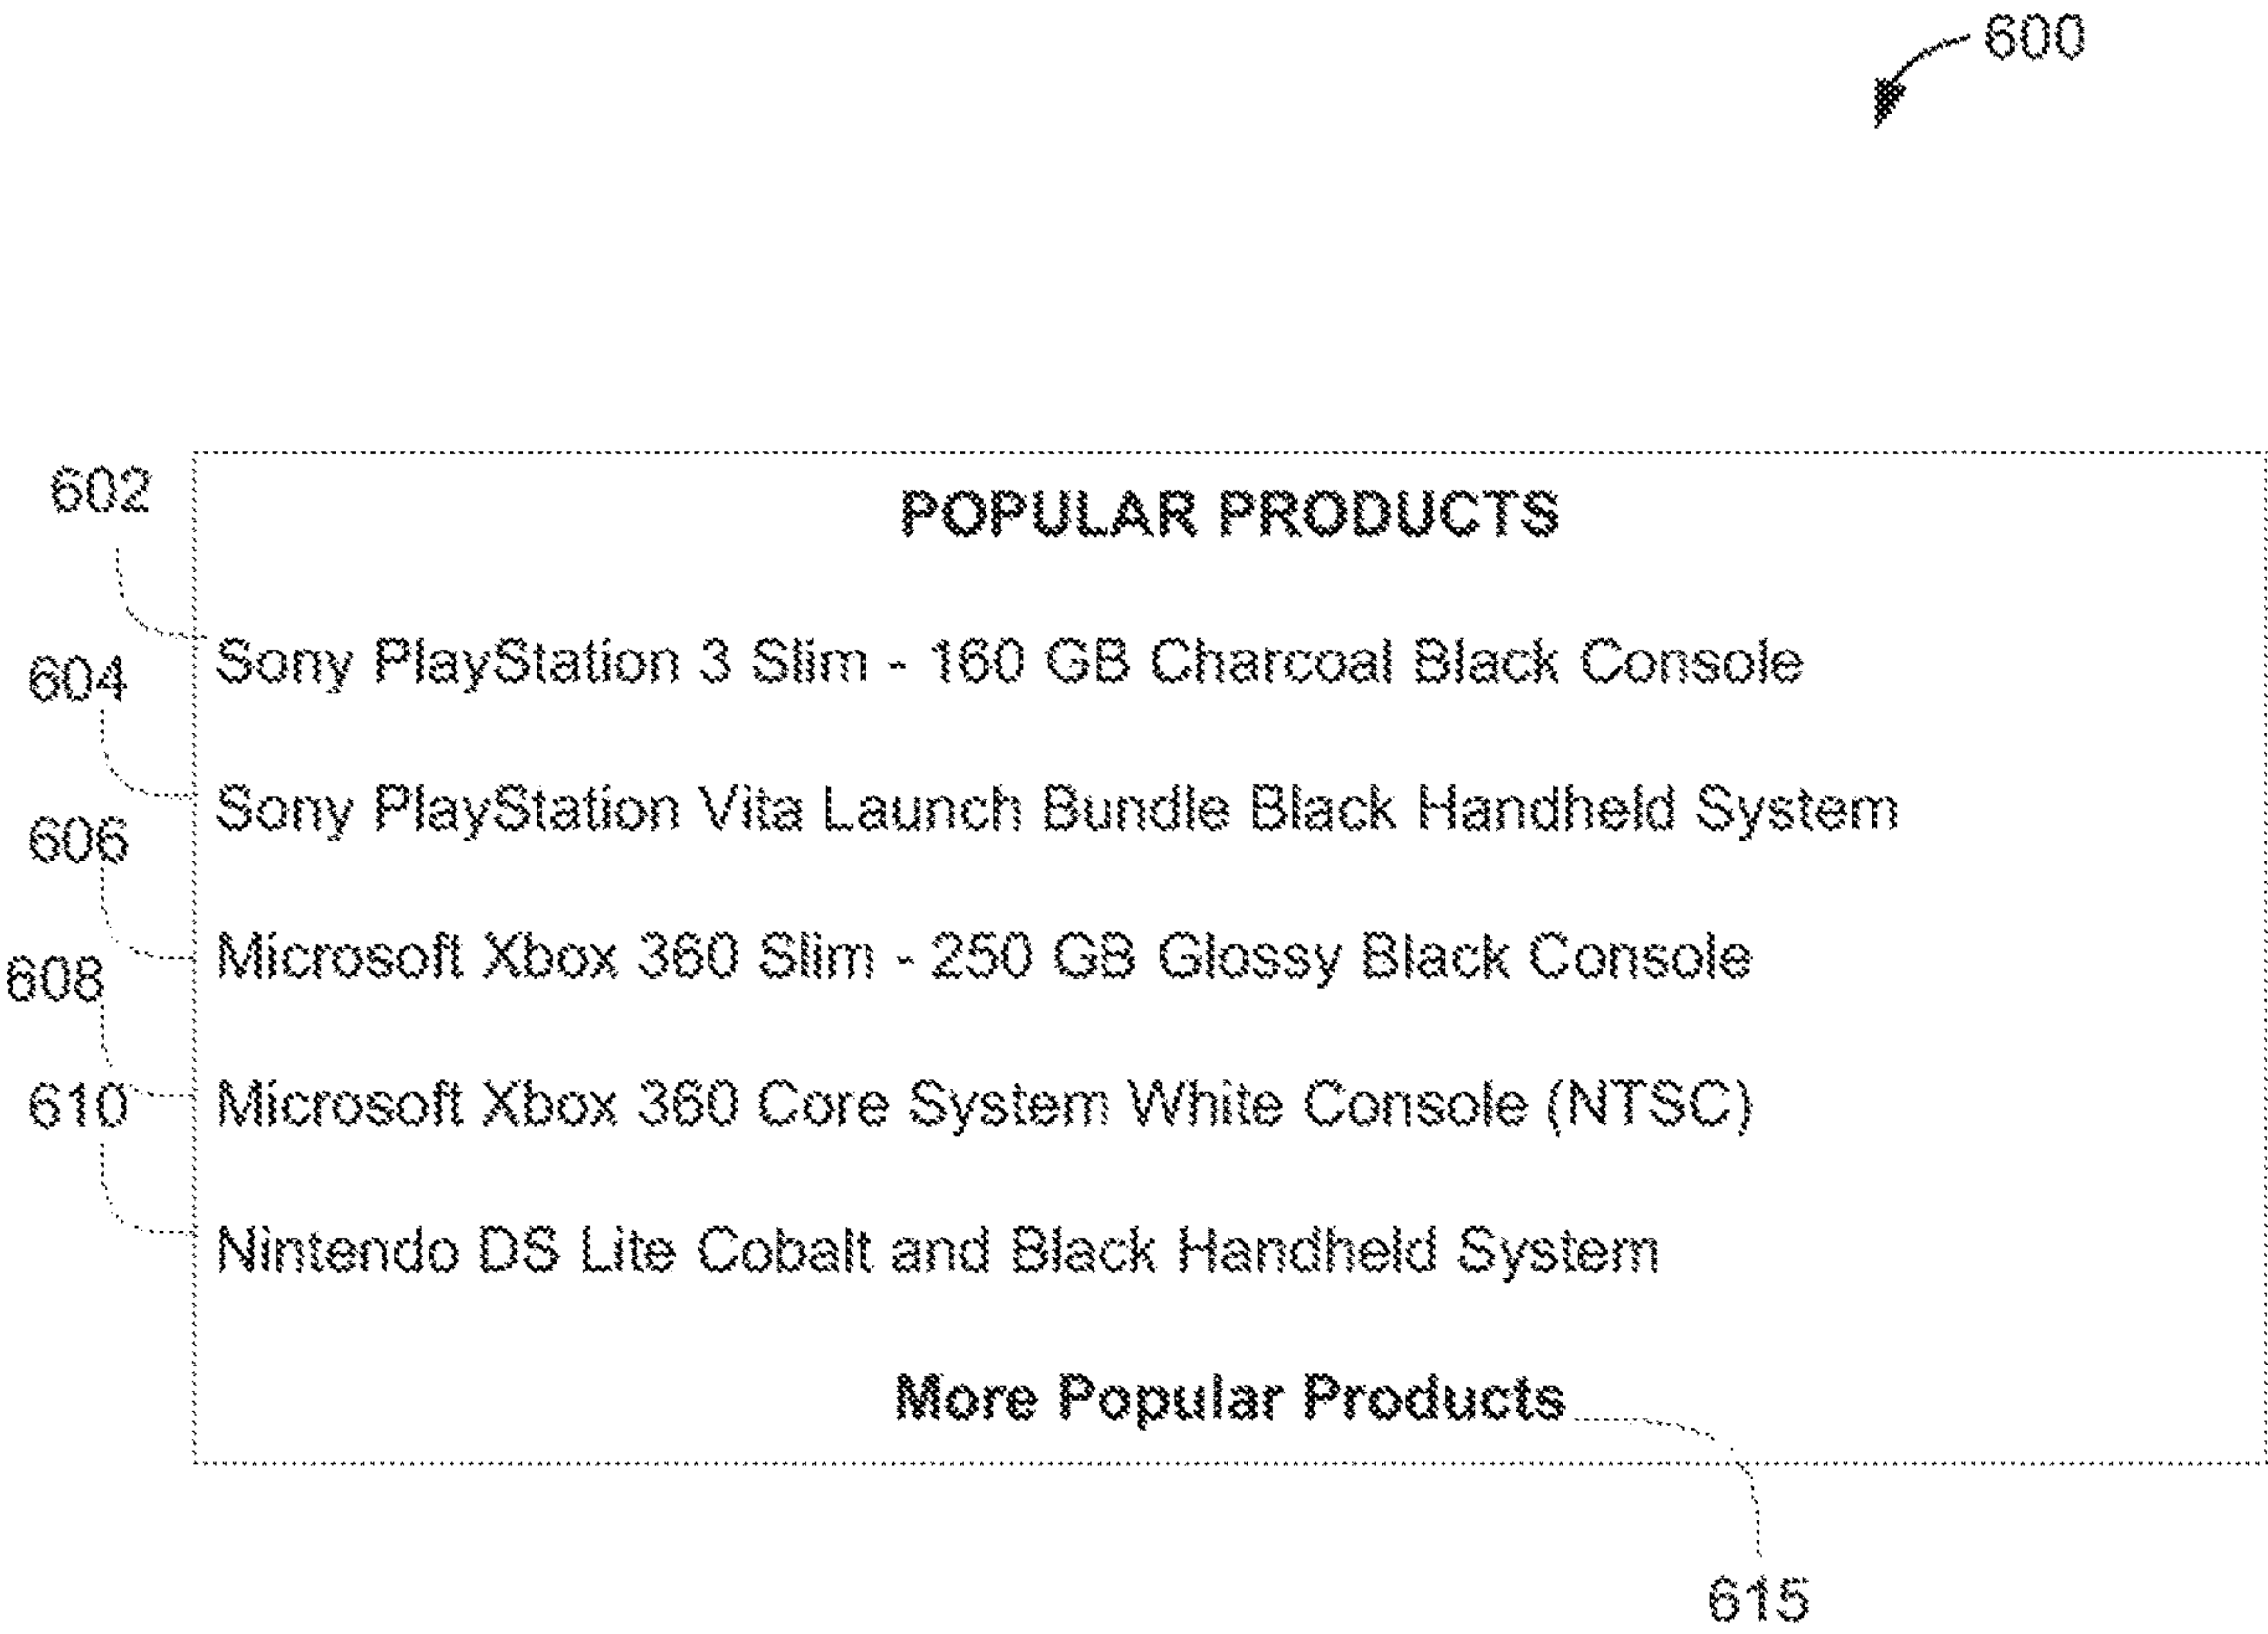 600
602
POPULAR PRODUCTS
Sony PlayStation 3 Slim - 160 GB Charcoal Black Console
604
Sony PlayStation Vita Launch Bundle Black Handheld System
606
Microsoft Xbox 360 Slim - 250 GB Glossy Black Console
608
Microsoft Xbox 360 Core System White Console (NTSC)
610
Nintendo DS Lite Cobalt and Black Handheld System
More Popular Products
615